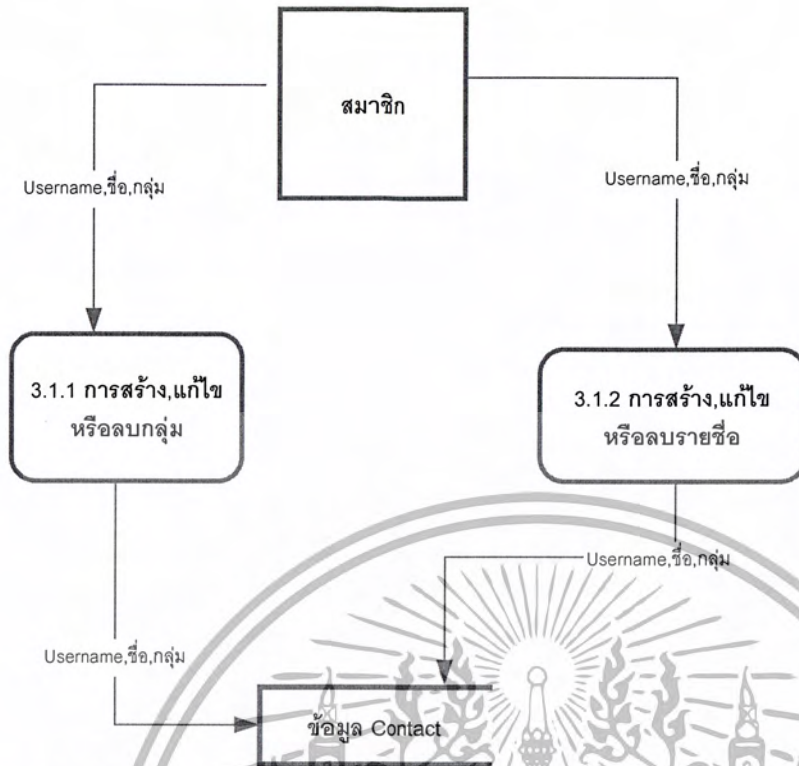 สมาชิก
Username,ชื่อ,กลุ่ม
Username,ชื่อ,กลุ่ม
3.1.1 การสร้าง,แก้ไข
หรือลบกลุ่ม
3.1.2 การสร้าง,แก้ไข
หรือลบรายชื่อ
Username,ชื่อ,กลุ่ม
Username,ชื่อ,กลุ่ม
ข้อมูล Contact